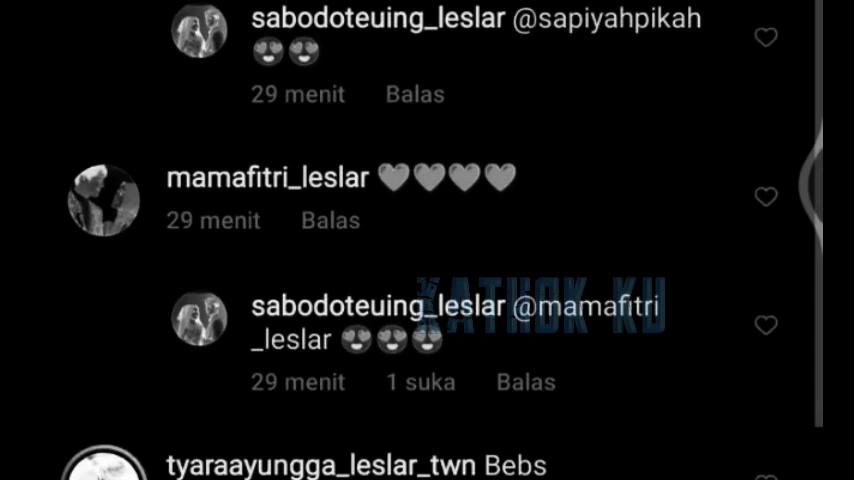 sabodoteuing_leslar @sapiyahpikah
😍😍
29 menit Balas
mamafitri_leslar 🩶🩶🩶🩶
29 menit Balas
KATHOK KU
sabodoteuing_leslar @mamafitri
_leslar 😍😍😍
29 menit 1 suka Balas
tyaraayungga_leslar_twn Bebs